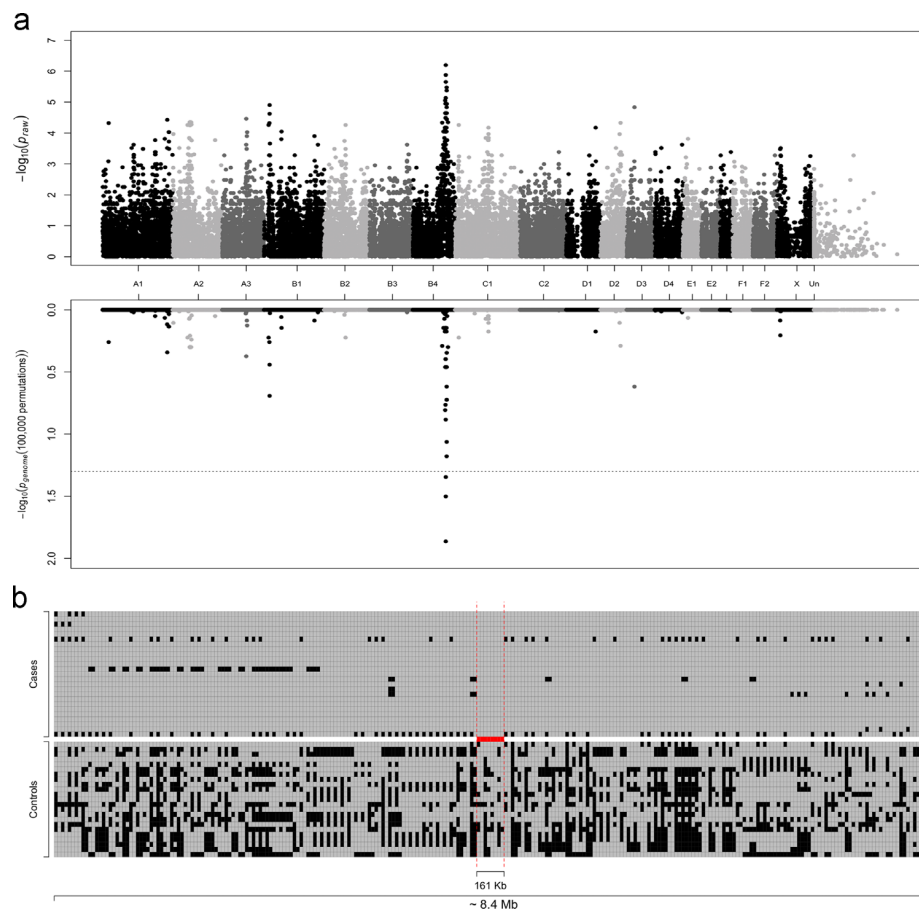 a
7
6
5
4
3
2
1
0
−log₁₀(p_raw)
A1 A2 A3 B1 B2 B3 B4 C1 C2 D1 D2 D3 D4 E1 E2 F1 F2 X Un
0.0
0.5
1.0
1.5
2.0
−log₁₀(p_genome(100,000 permutations))
b
Cases
Controls
161 Kb
~ 8.4 Mb